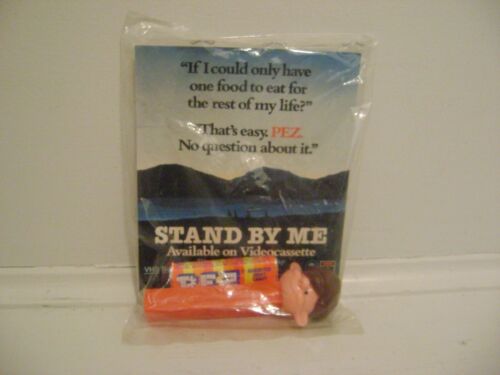 “If I could only have
one food to eat for
the rest of my life?”
“That's easy. PEZ.
No question about it.”
STAND BY ME
Available on Videocassette
VHS
PEZ